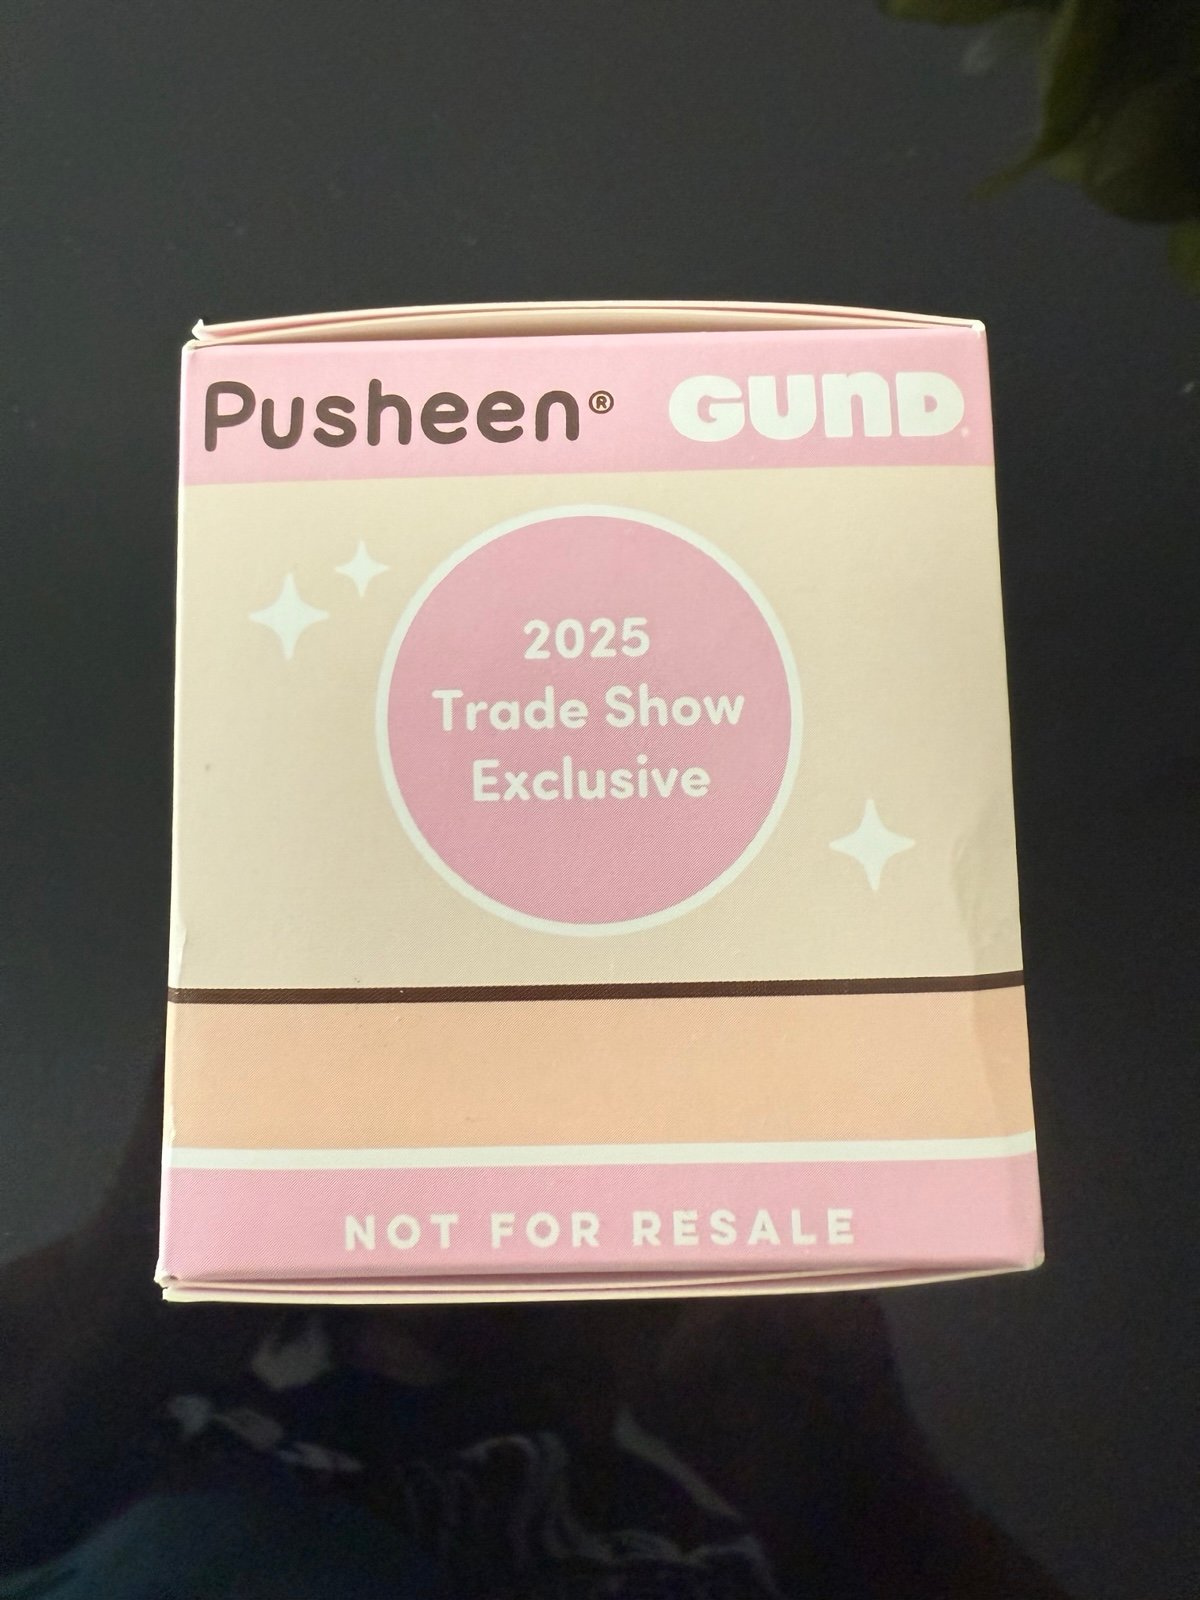 Pusheen® GUND
2025
Trade Show
Exclusive
NOT FOR RESALE